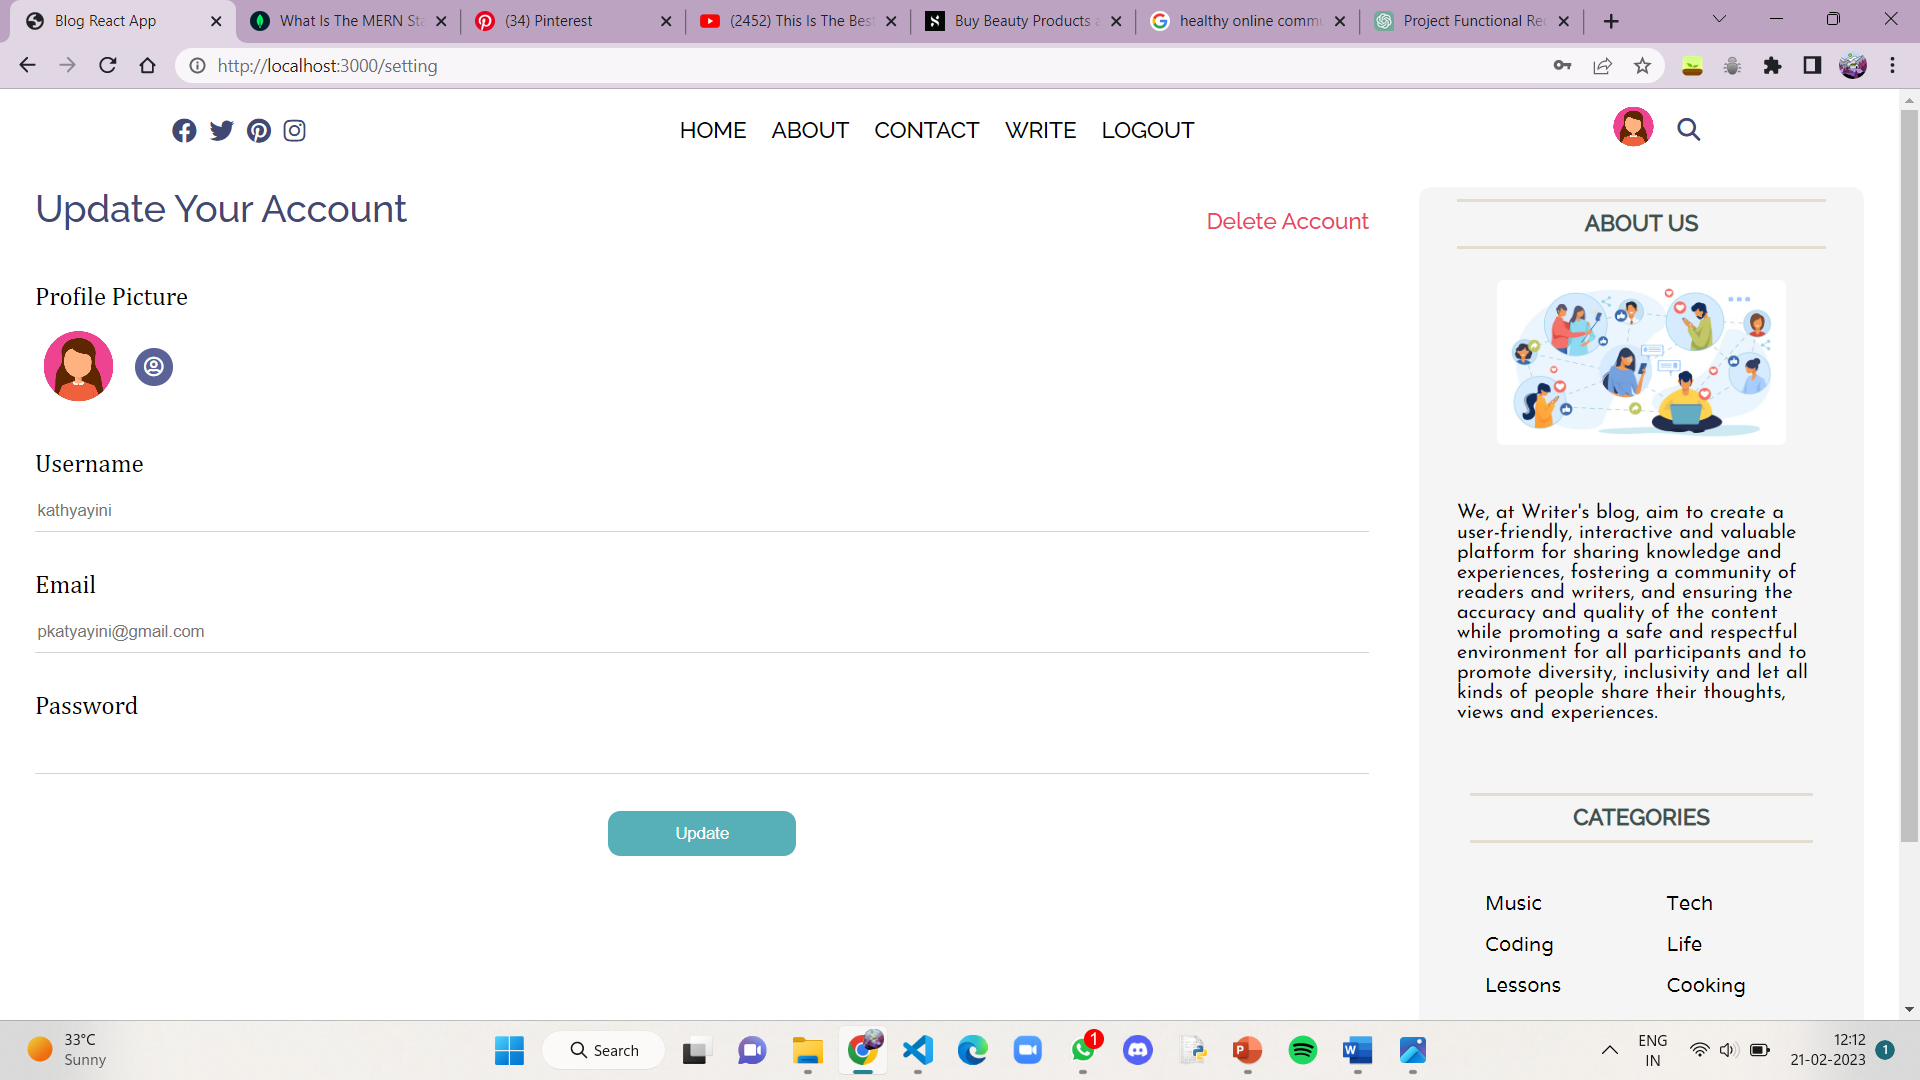 Blog React App
What Is The MERN Sta
(34) Pinterest
(2452) This Is The Best
Buy Beauty Products a
healthy online commu
Project Functional Rec
http://localhost:3000/setting
HOME ABOUT CONTACT WRITE LOGOUT
Update Your Account
Delete Account
Profile Picture
Username
kathyayini
Email
pkatyayini@gmail.com
Password
Update
ABOUT US
We, at Writer's blog, aim to create a
user-friendly, interactive and valuable
platform for sharing knowledge and
experiences, fostering a community of
readers and writers, and ensuring the
accuracy and quality of the content
while promoting a safe and respectful
environment for all participants and to
promote diversity, inclusivity and let all
kinds of people share their thoughts,
views and experiences.
CATEGORIES
Music Tech
Coding Life
Lessons Cooking
33°C
Sunny
Search
1
ENG
IN
12:12
21-02-2023
1